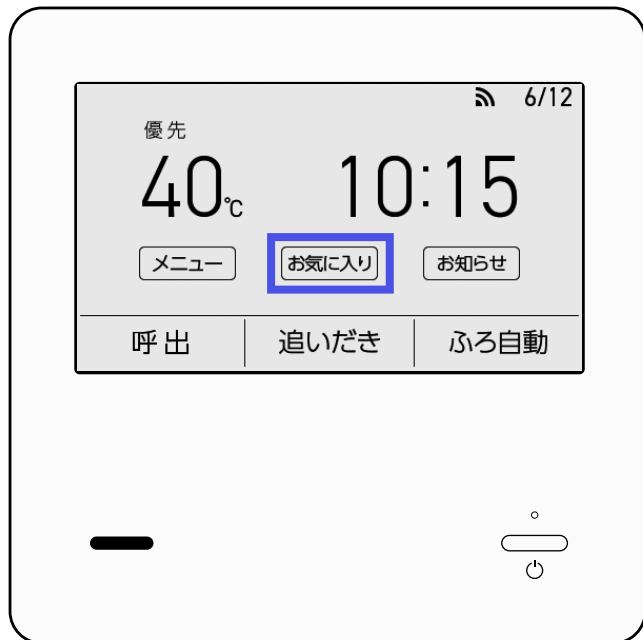 6/12
優先
40℃ 10:15
メニュー お気に入り お知らせ
呼出 追いだき ふろ自動